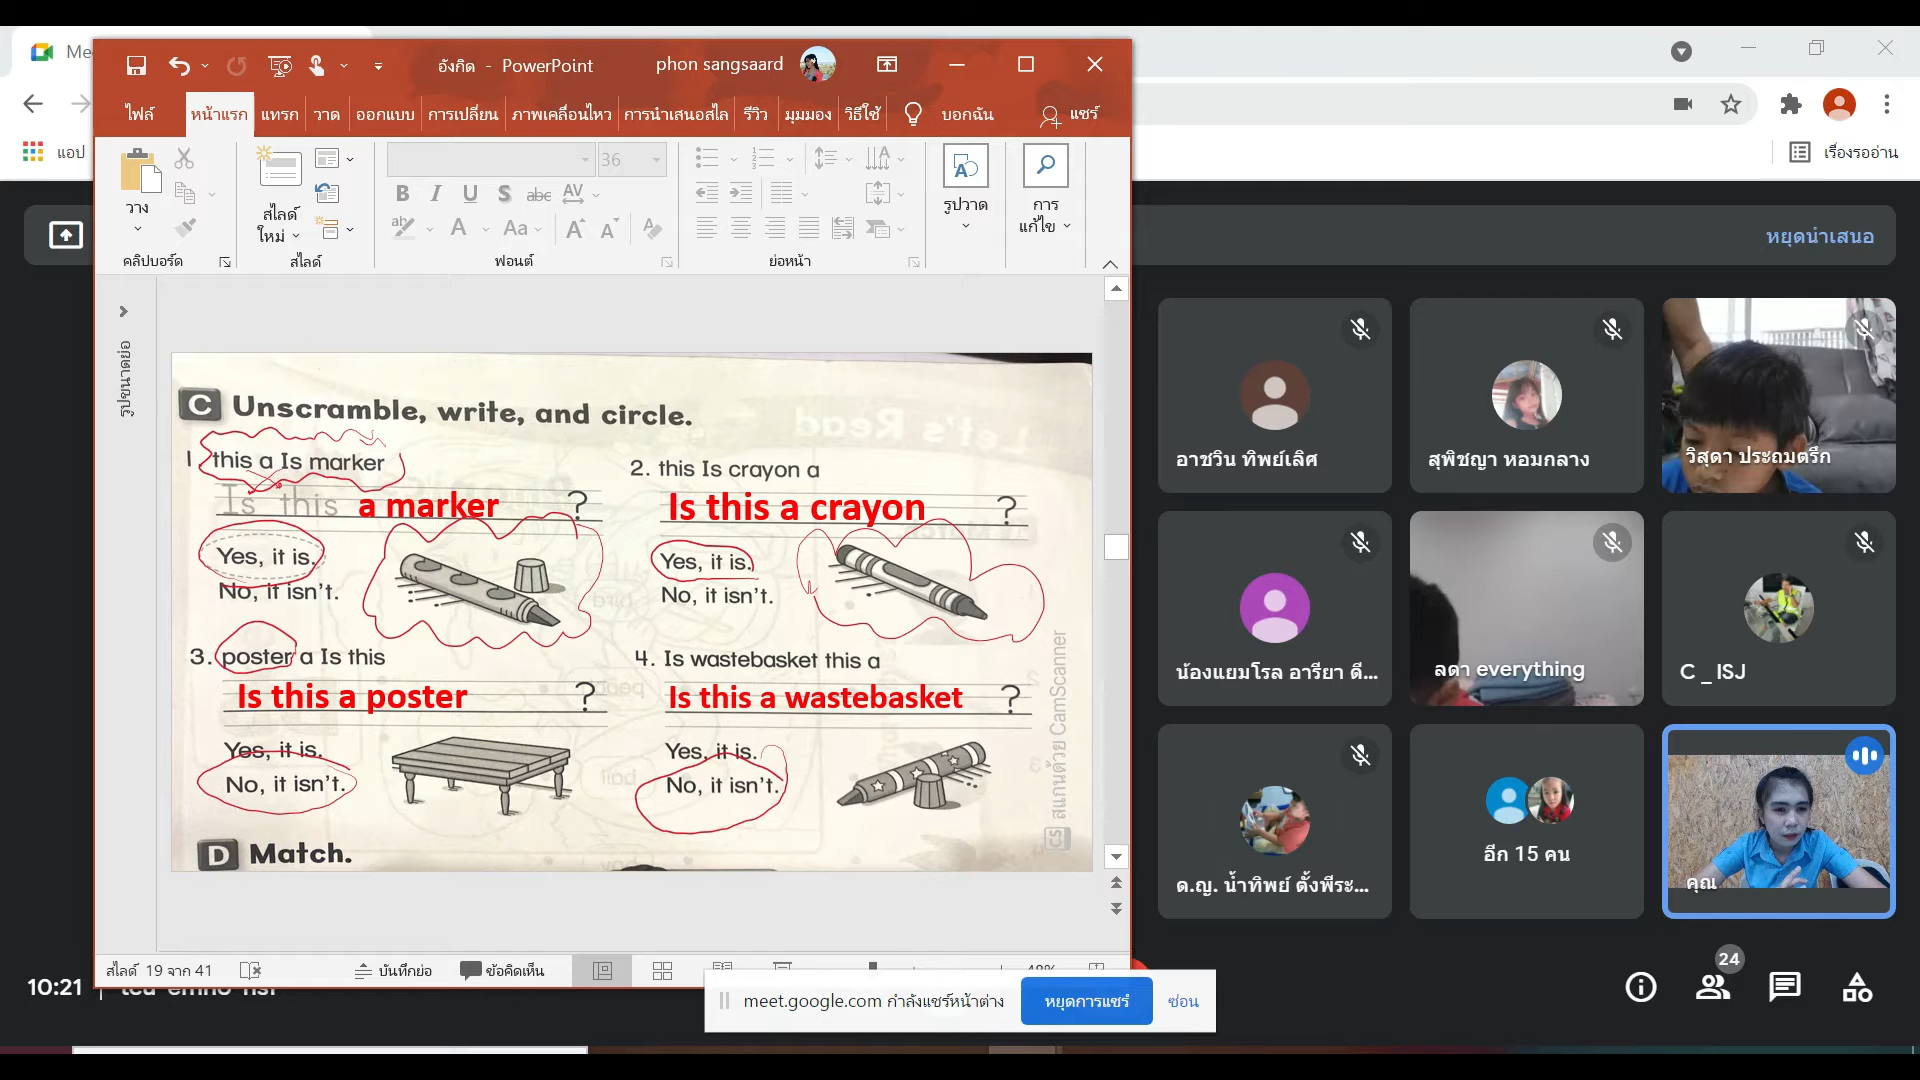 Me
อังกิด - PowerPoint
phon sangsaard
ไฟล์
หน้าแรก
แทรก
วาด
ออกแบบ
การเปลี่ยน
ภาพเคลื่อนไหว
การนำเสนอสไล
รีวิว
มุมมอง
วิธีใช้
บอกฉัน
แชร์
แอป
เรื่องรออ่าน
วาง
สไลด์
ใหม่
36
B I U S abc AV
A Aa A A
รูปวาด
การ
แก้ไข
คลิปบอร์ด
สไลด์
ฟอนต์
ย่อหน้า
หยุดนำเสนอ
รูปขนาดย่อ
C Unscramble, write, and circle.
1. this a Is marker
Is this a marker ?
Yes, it is.
No, it isn't.
2. this Is crayon a
Is this a crayon ?
Yes, it is.
No, it isn't.
3. poster a Is this
Is this a poster ?
Yes, it is.
No, it isn't.
4. Is wastebasket this a
Is this a wastebasket ?
Yes, it is.
No, it isn't.
D Match.
CS สแกนด้วย CamScanner
อาชวิน ทิพย์เลิศ
สุพิชญา หอมกลาง
วิสุดา ประถมตรีก
น้องแยมโรล อารียา ดี...
ลดา everything
C _ ISJ
ด.ญ. น้ำทิพย์ ตั้งพีระ...
อีก 15 คน
คุณ
สไลด์ 19 จาก 41
บันทึกย่อ
ข้อคิดเห็น
48%
10:21
24
meet.google.com กำลังแชร์หน้าต่าง
หยุดการแชร์
ซ่อน